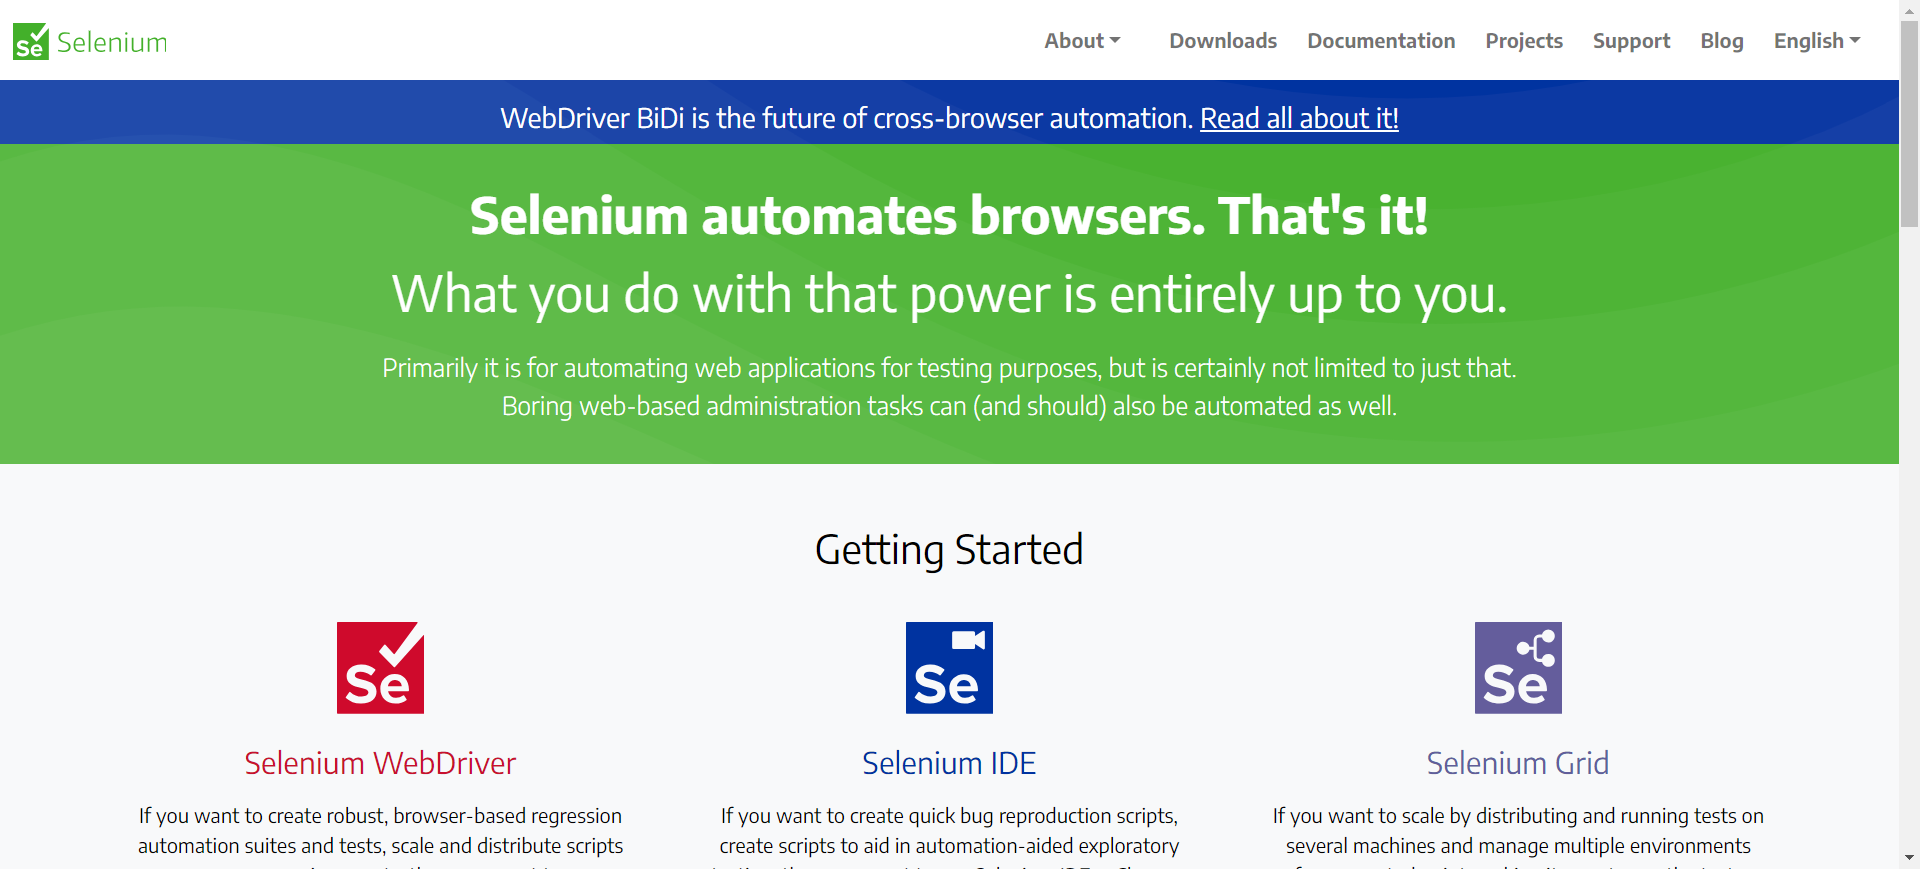 Se Selenium
About Downloads Documentation Projects Support Blog English
WebDriver BiDi is the future of cross-browser automation. Read all about it!
Selenium automates browsers. That's it!
What you do with that power is entirely up to you.
Primarily it is for automating web applications for testing purposes, but is certainly not limited to just that.
Boring web-based administration tasks can (and should) also be automated as well.
Getting Started
Se
Selenium WebDriver
If you want to create robust, browser-based regression
automation suites and tests, scale and distribute scripts
Se
Selenium IDE
If you want to create quick bug reproduction scripts,
create scripts to aid in automation-aided exploratory
Se
Selenium Grid
If you want to scale by distributing and running tests on
several machines and manage multiple environments